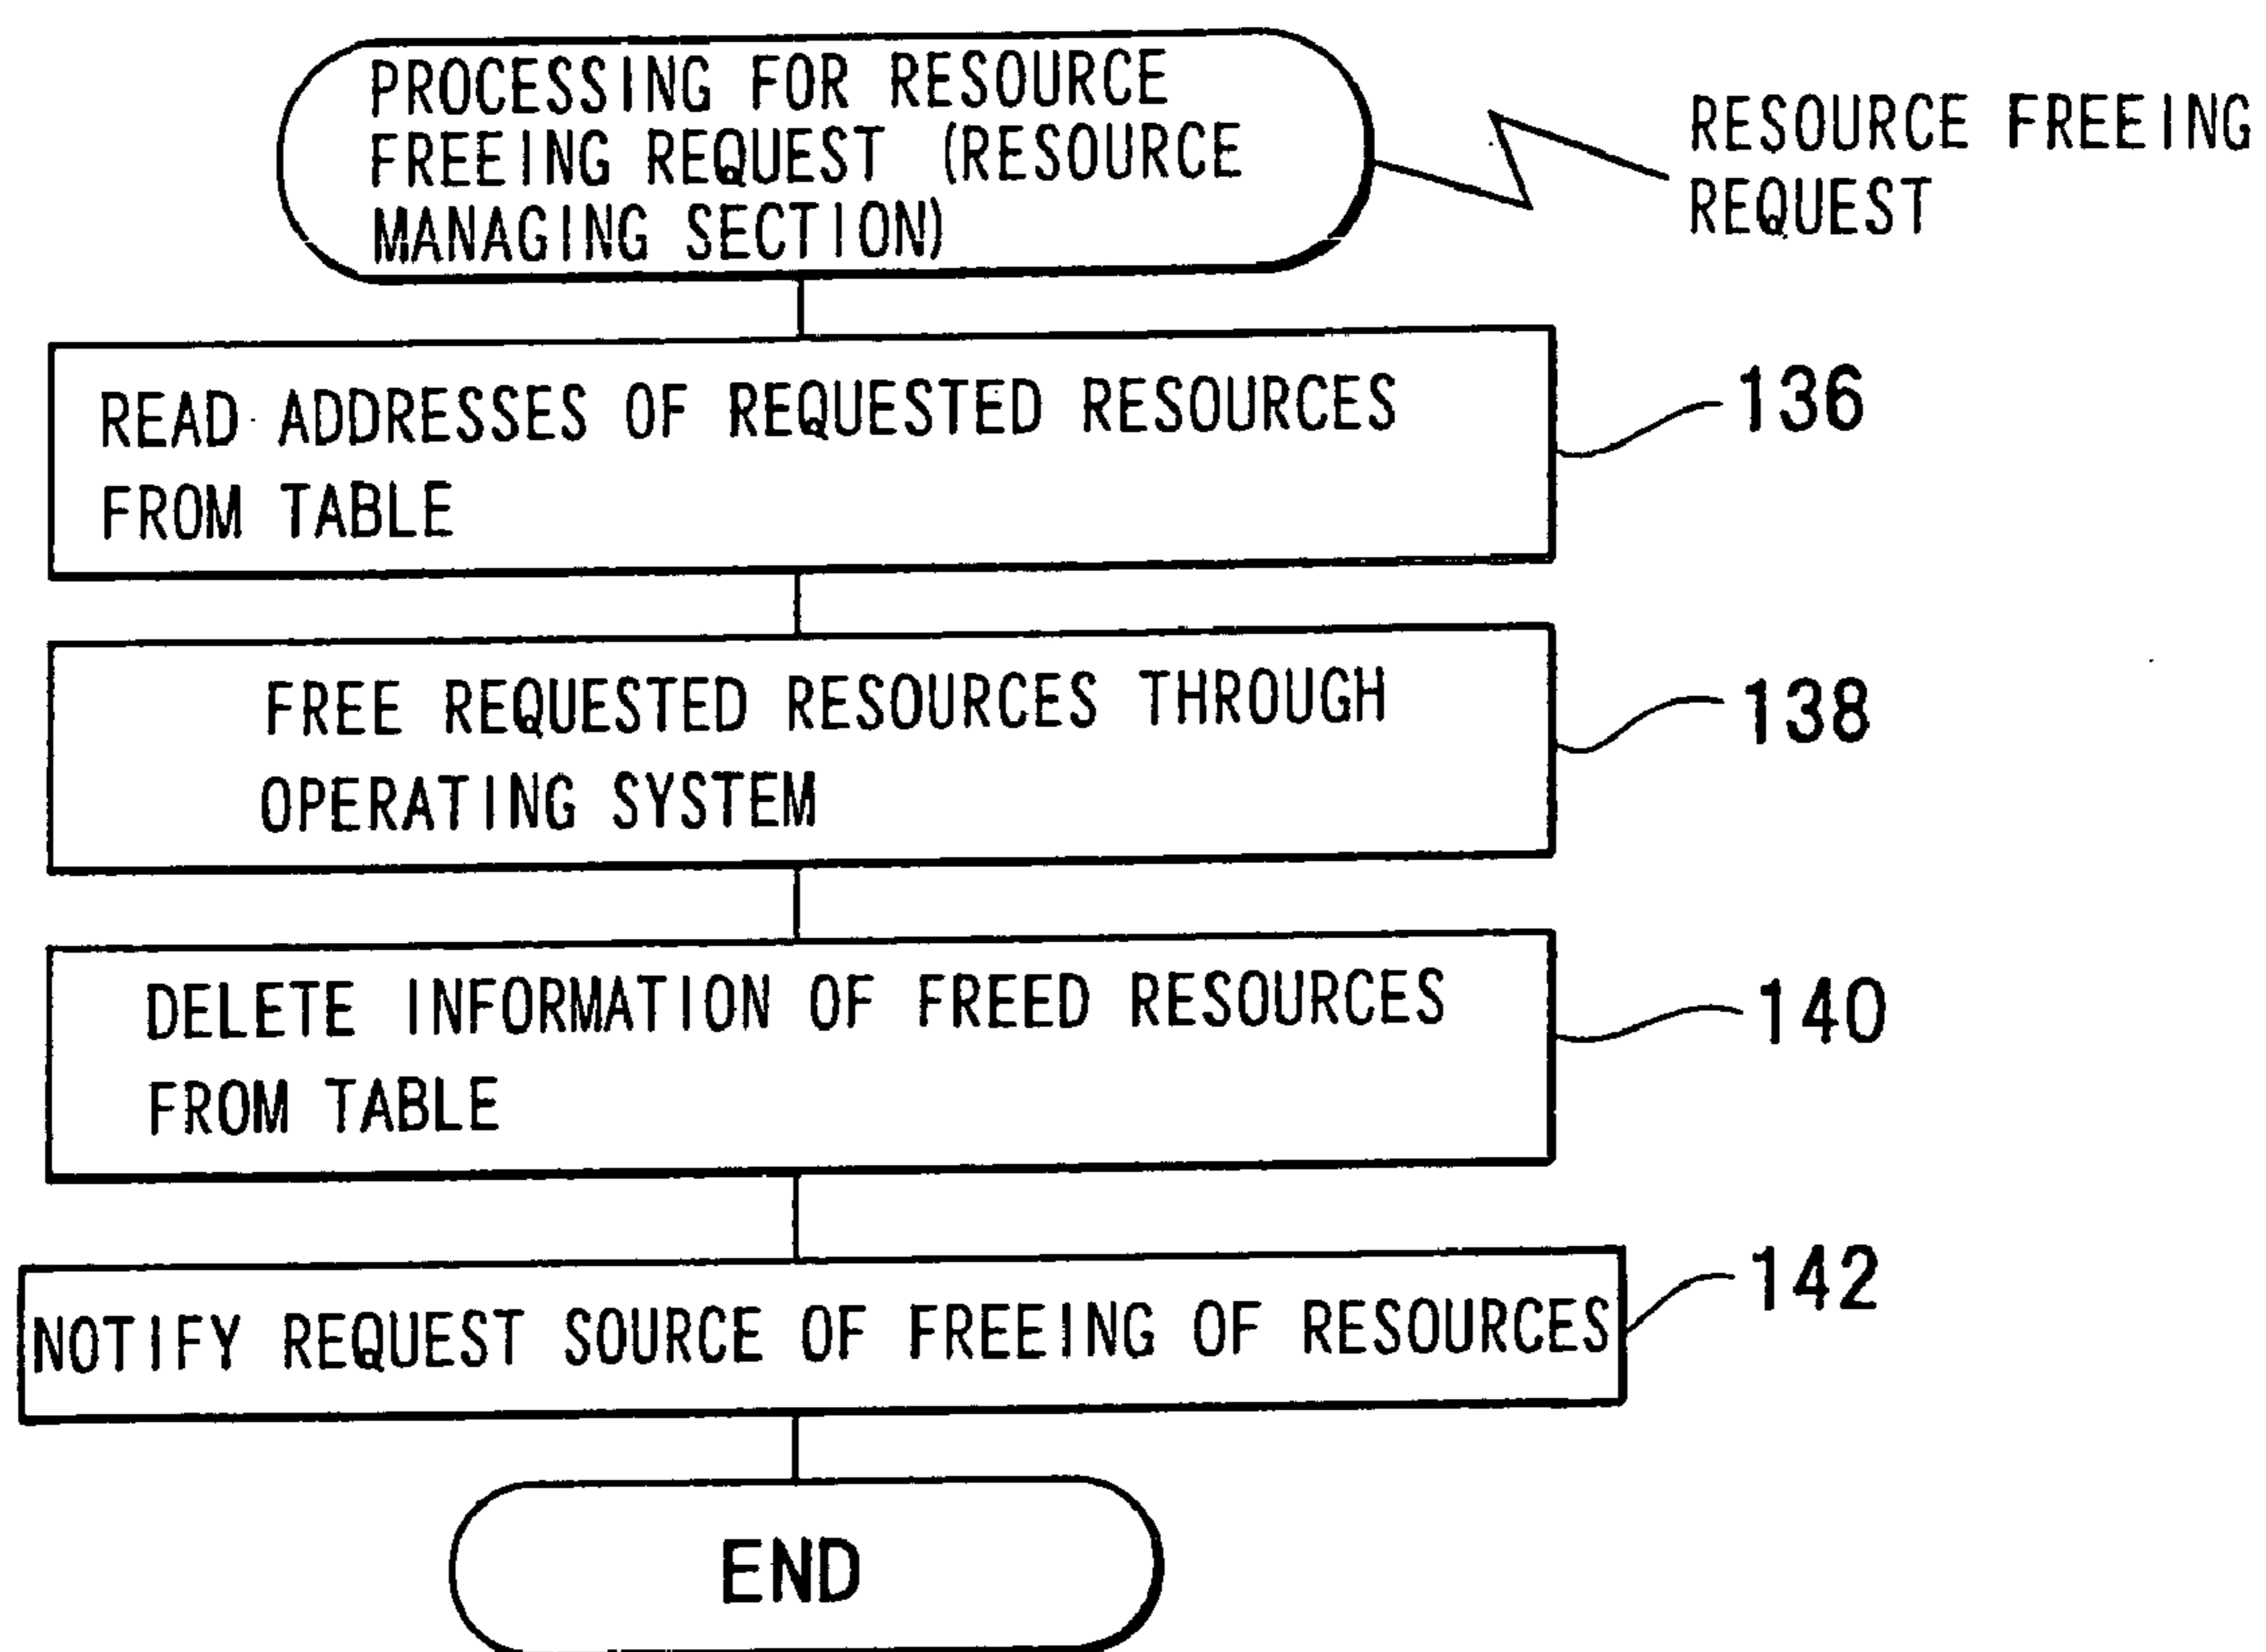 PROCESSING FOR RESOURCE
FREEING REQUEST (RESOURCE
MANAGING SECTION)
RESOURCE FREEING
REQUEST
READ ADDRESSES OF REQUESTED RESOURCES
FROM TABLE
136
FREE REQUESTED RESOURCES THROUGH
OPERATING SYSTEM
138
DELETE INFORMATION OF FREED RESOURCES
FROM TABLE
140
NOTIFY REQUEST SOURCE OF FREEING OF RESOURCES
142
END